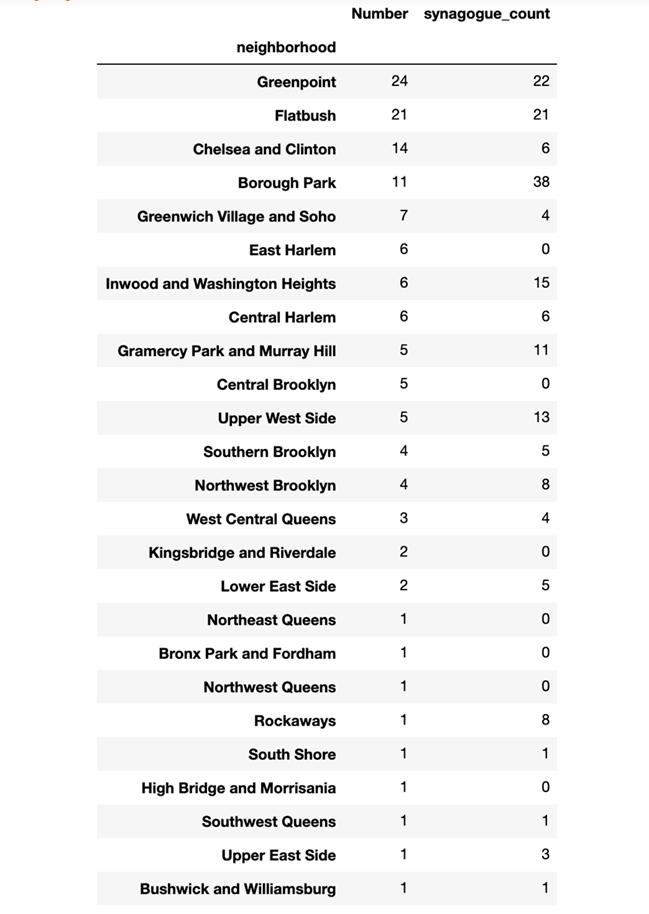 Number synagogue_count
neighborhood
Greenpoint 24 22
Flatbush 21 21
Chelsea and Clinton 14 6
Borough Park 11 38
Greenwich Village and Soho 7 4
East Harlem 6 0
Inwood and Washington Heights 6 15
Central Harlem 6 6
Gramercy Park and Murray Hill 5 11
Central Brooklyn 5 0
Upper West Side 5 13
Southern Brooklyn 4 5
Northwest Brooklyn 4 8
West Central Queens 3 4
Kingsbridge and Riverdale 2 0
Lower East Side 2 5
Northeast Queens 1 0
Bronx Park and Fordham 1 0
Northwest Queens 1 0
Rockaways 1 8
South Shore 1 1
High Bridge and Morrisania 1 0
Southwest Queens 1 1
Upper East Side 1 3
Bushwick and Williamsburg 1 1